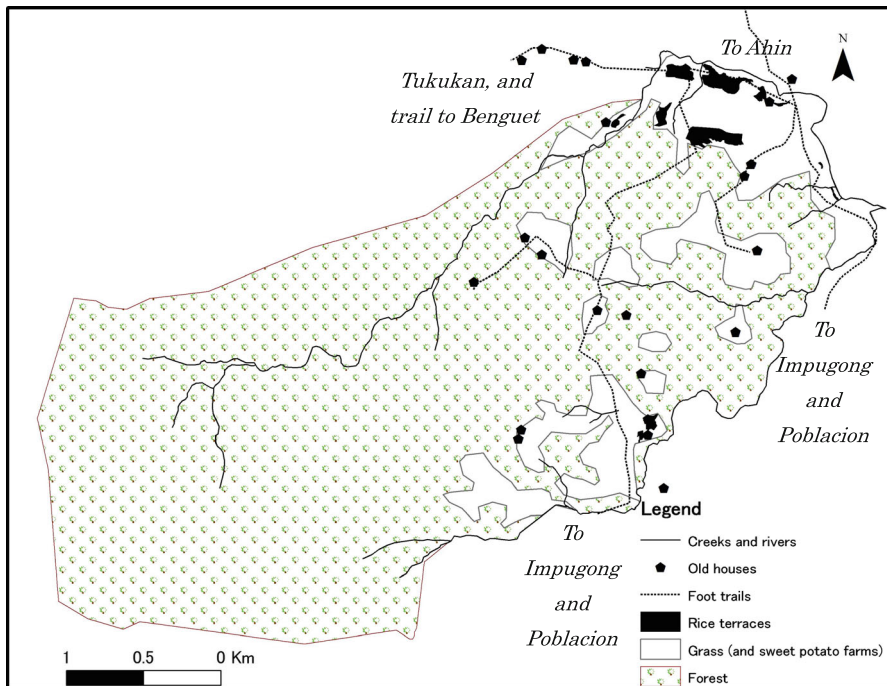 To Ahin
N
Tukukan, and
trail to Benguet
To
Impugong
and
Poblacion
To
Impugong
and
Poblacion
Legend
Creeks and rivers
Old houses
Foot trails
Rice terraces
Grass (and sweet potato farms)
Forest
1 0.5 0 Km